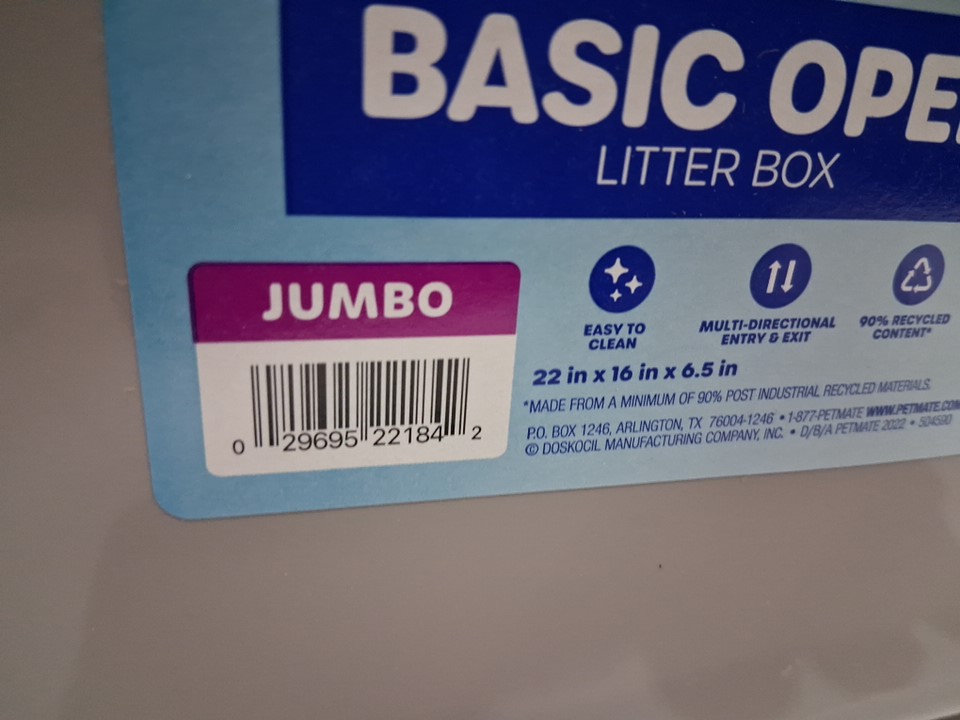 BASIC OPE
LITTER BOX
JUMBO
0 29695 22184 2
EASY TO
CLEAN
MULTI-DIRECTIONAL
ENTRY & EXIT
90% RECYCLED
CONTENT*
22 in x 16 in x 6.5 in
*MADE FROM A MINIMUM OF 90% POST INDUSTRIAL RECYCLED MATERIALS.
P.O. BOX 1246, ARLINGTON, TX 76004-1246 • 1-877-PETMATE WWW.PETMATE.COM
© DOSKOCIL MANUFACTURING COMPANY, INC. • D/B/A PETMATE 2022 • 504590